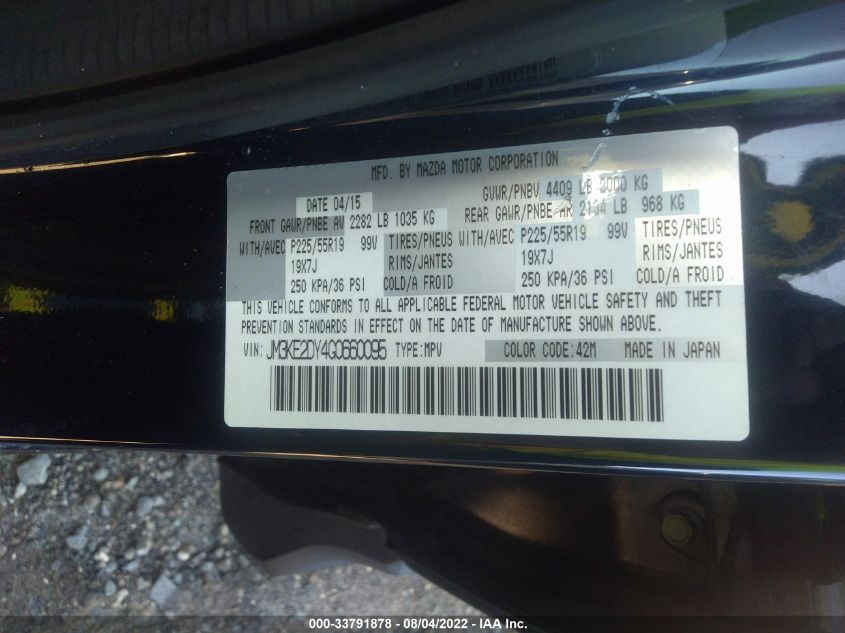 MFD. BY MAZDA MOTOR CORPORATION
DATE 04/15 GVWR/PNBV 4409 LB 2000 KG
FRONT GAWR/PNBE AV 2282 LB 1035 KG REAR GAWR/PNBE AR 2134 LB 968 KG
WITH/AVEC P225/55R19 99V TIRES/PNEUS WITH/AVEC P225/55R19 99V TIRES/PNEUS
19X7J RIMS/JANTES 19X7J RIMS/JANTES
250 KPA/36 PSI COLD/A FROID 250 KPA/36 PSI COLD/A FROID
THIS VEHICLE CONFORMS TO ALL APPLICABLE FEDERAL MOTOR VEHICLE SAFETY AND THEFT
PREVENTION STANDARDS IN EFFECT ON THE DATE OF MANUFACTURE SHOWN ABOVE.
VIN: JM3KE2DY4G0660095 TYPE:MPV COLOR CODE:42M MADE IN JAPAN
000-33791878 - 08/04/2022 - IAA Inc.